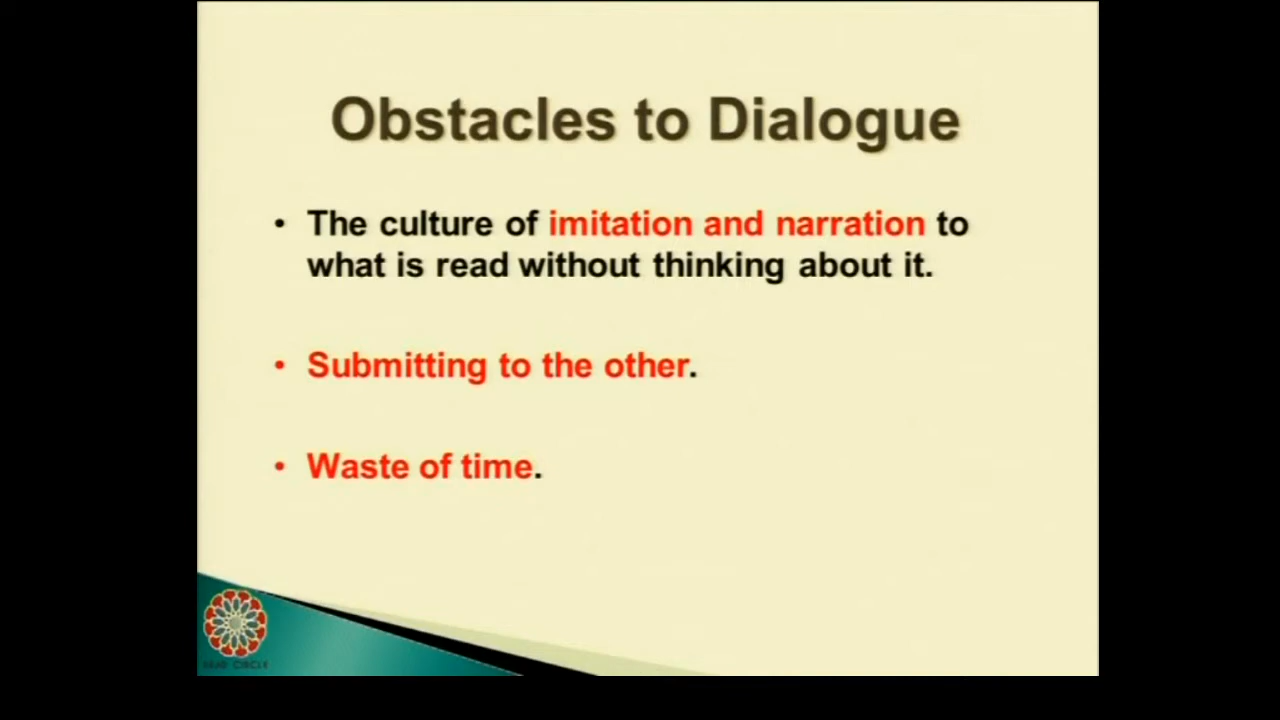 Obstacles to Dialogue
• The culture of imitation and narration to
what is read without thinking about it.
• Submitting to the other.
• Waste of time.
CIRCLE